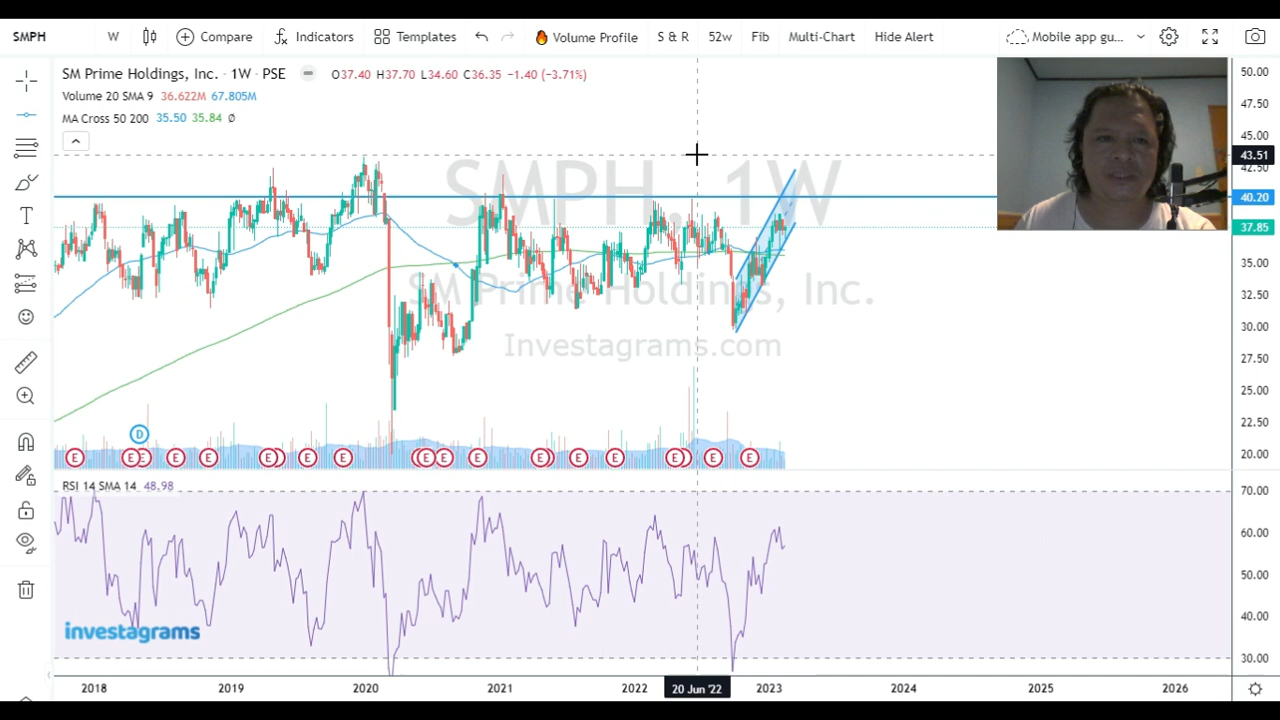 SMPH W Compare Indicators Templates Volume Profile S & R 52w Fib Multi-Chart Hide Alert Mobile app gu...
SM Prime Holdings, Inc. · 1W · PSE O37.40 H37.70 L34.60 C36.35 −1.40 (−3.71%)
Volume 20 SMA 9 36.622M 67.805M
MA Cross 50 200 35.50 35.84 Ø
SMPH, 1W
SM Prime Holdings, Inc.
Investagrams.com
50.00
47.50
45.00
43.51
42.50
40.20
37.85
35.00
32.50
30.00
27.50
25.00
22.50
20.00
D
E E E E E E E E E E E E E E E E E E E
RSI 14 SMA 14 48.98
70.00
60.00
50.00
40.00
30.00
investagrams
2018 2019 2020 2021 2022 20 Jun '22 2023 2024 2025 2026